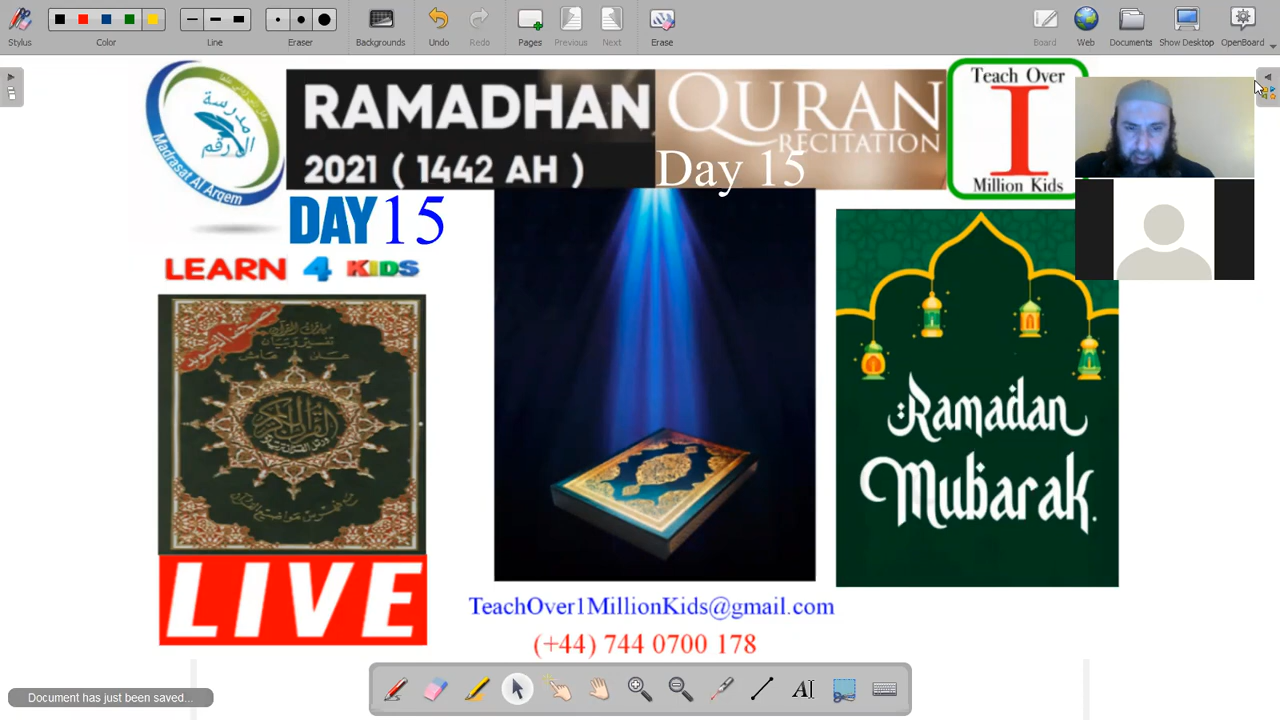 Stylus
Color
Line
Eraser
Backgrounds
Undo
Redo
Pages
Previous
Next
Erase
Board
Web
Documents
Show Desktop
OpenBoard
مدرسة
الأرقم
Madrasat Al Arqem
RAMADHAN
2021 ( 1442 AH )
QURAN
RECITATION
Day 15
Teach Over
1
Million Kids
DAY 15
LEARN 4 KIDS
القرآن الكريم
LIVE
Ramadan
Mubarak.
TeachOver1MillionKids@gmail.com
(+44) 744 0700 178
Document has just been saved...